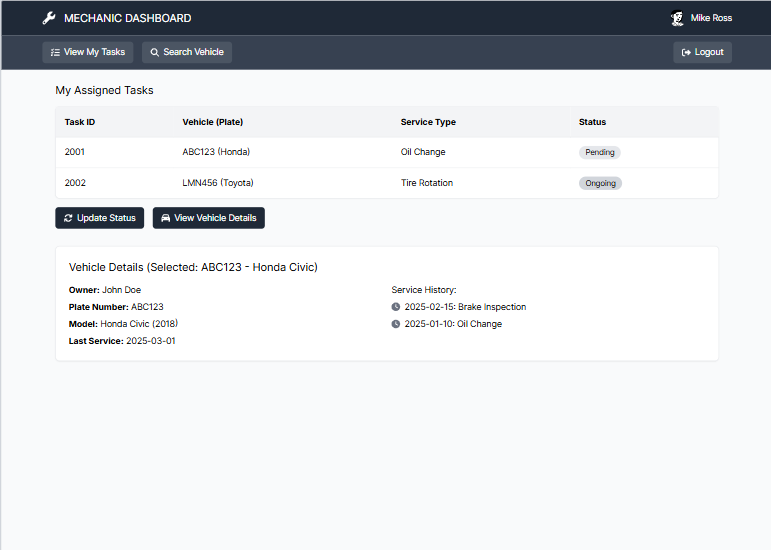 MECHANIC DASHBOARD
Mike Ross
View My Tasks
Search Vehicle
Logout
My Assigned Tasks
Task ID Vehicle (Plate) Service Type Status
2001 ABC123 (Honda) Oil Change Pending
2002 LMN456 (Toyota) Tire Rotation Ongoing
Update Status
View Vehicle Details
Vehicle Details (Selected: ABC123 - Honda Civic)
Owner: John Doe
Plate Number: ABC123
Model: Honda Civic (2018)
Last Service: 2025-03-01
Service History:
2025-02-15: Brake Inspection
2025-01-10: Oil Change